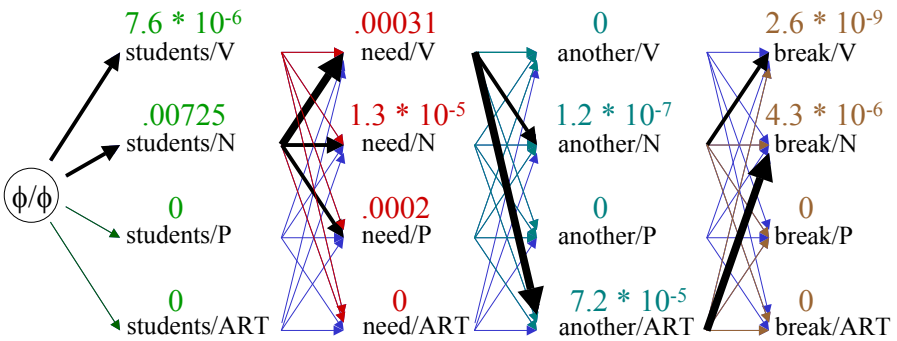 7.6 * 10⁻⁶ .00031 0 2.6 * 10⁻⁹
students/V need/V another/V break/V
.00725 1.3 * 10⁻⁵ 1.2 * 10⁻⁷ 4.3 * 10⁻⁶
students/N need/N another/N break/N
ϕ/ϕ
0 .0002 0 0
students/P need/P another/P break/P
0 0 7.2 * 10⁻⁵ 0
students/ART need/ART another/ART break/ART